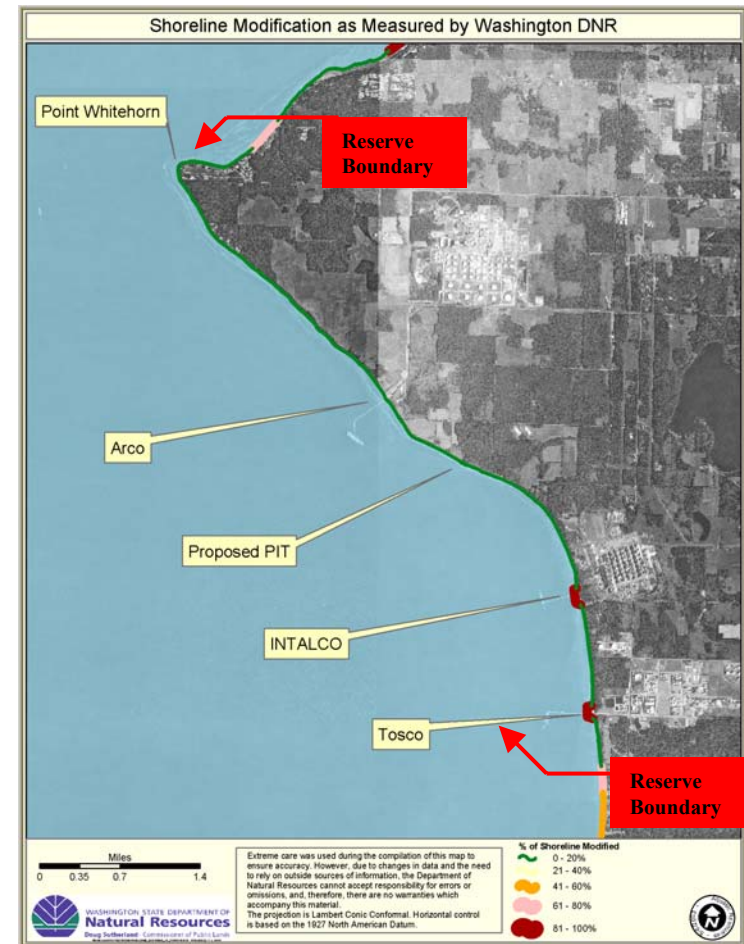 Shoreline Modification as Measured by Washington DNR
Point Whitehorn
Reserve
Boundary
Arco
Proposed PIT
INTALCO
Tosco
Reserve
Boundary
Miles
0 0.35 0.7 1.4
WASHINGTON STATE DEPARTMENT OF
Natural Resources
Doug Sutherland Commissioner of Public Lands
Extreme care was used during the compilation of this map to
ensure accuracy. However, due to changes in data and the need
to rely on outside sources of information, the Department of
Natural Resources cannot accept responsibility for errors or
omissions, and, therefore, there are no warranties which
accompany this material.
The projection is Lambert Conic Conformal. Horizontal control
is based on the 1927 North American Datum.
% of Shoreline Modified
0 - 20%
21 - 40%
41 - 60%
61 - 80%
81 - 100%
N